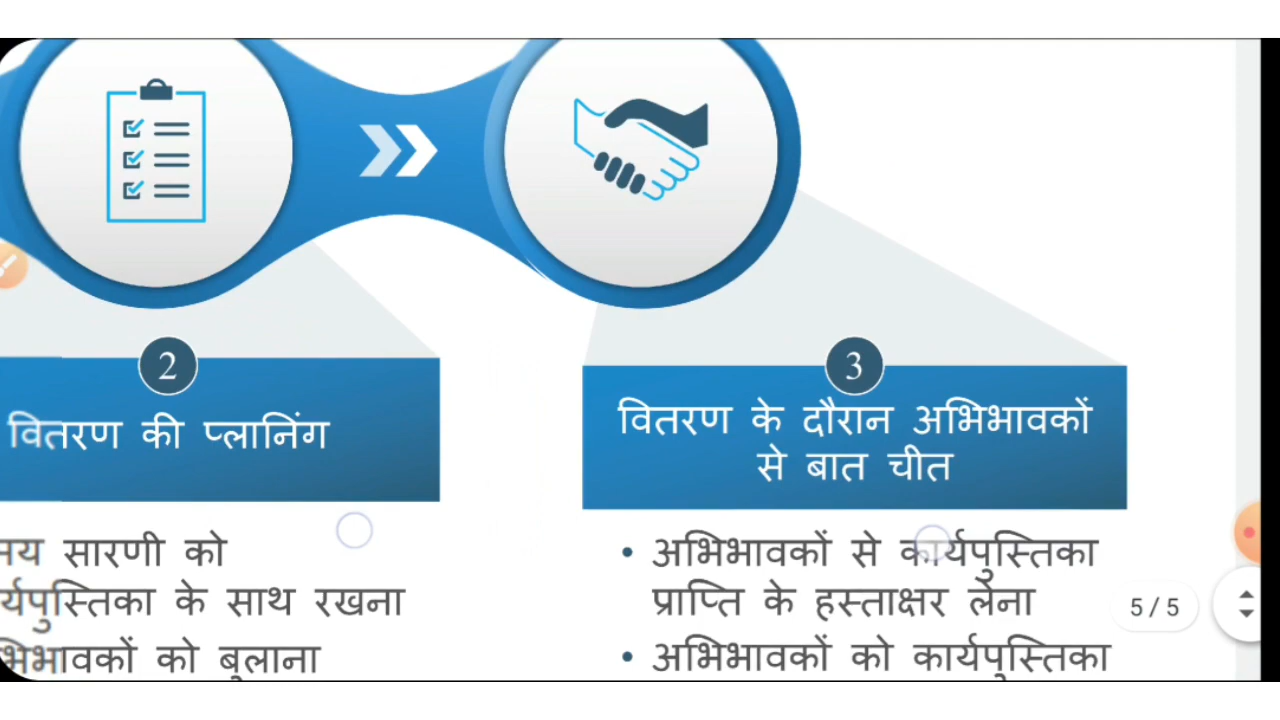 2
वितरण की प्लानिंग
सारणी को
के साथ रखना
को बुलाना
3
वितरण के दौरान अभिभावकों
से बात चीत
• अभिभावकों से कार्यपुस्तिका
प्राप्ति के हस्ताक्षर लेना
• अभिभावकों को कार्यपुस्तिका
5 / 5